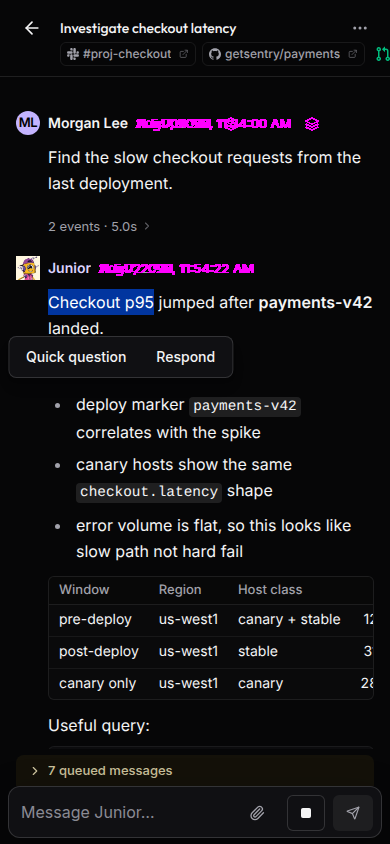 Investigate checkout latency
#proj-checkout
getsentry/payments
ML
Morgan Lee
Find the slow checkout requests from the
last deployment.
2 events · 5.0s
Junior
11:54:22 AM
Checkout p95 jumped after payments-v42
landed.
Quick question
Respond
deploy marker payments-v42
correlates with the spike
canary hosts show the same
checkout.latency shape
error volume is flat, so this looks like
slow path not hard fail
Window Region Host class
pre-deploy us-west1 canary + stable
post-deploy us-west1 stable
canary only us-west1 canary
Useful query:
7 queued messages
Message Junior...